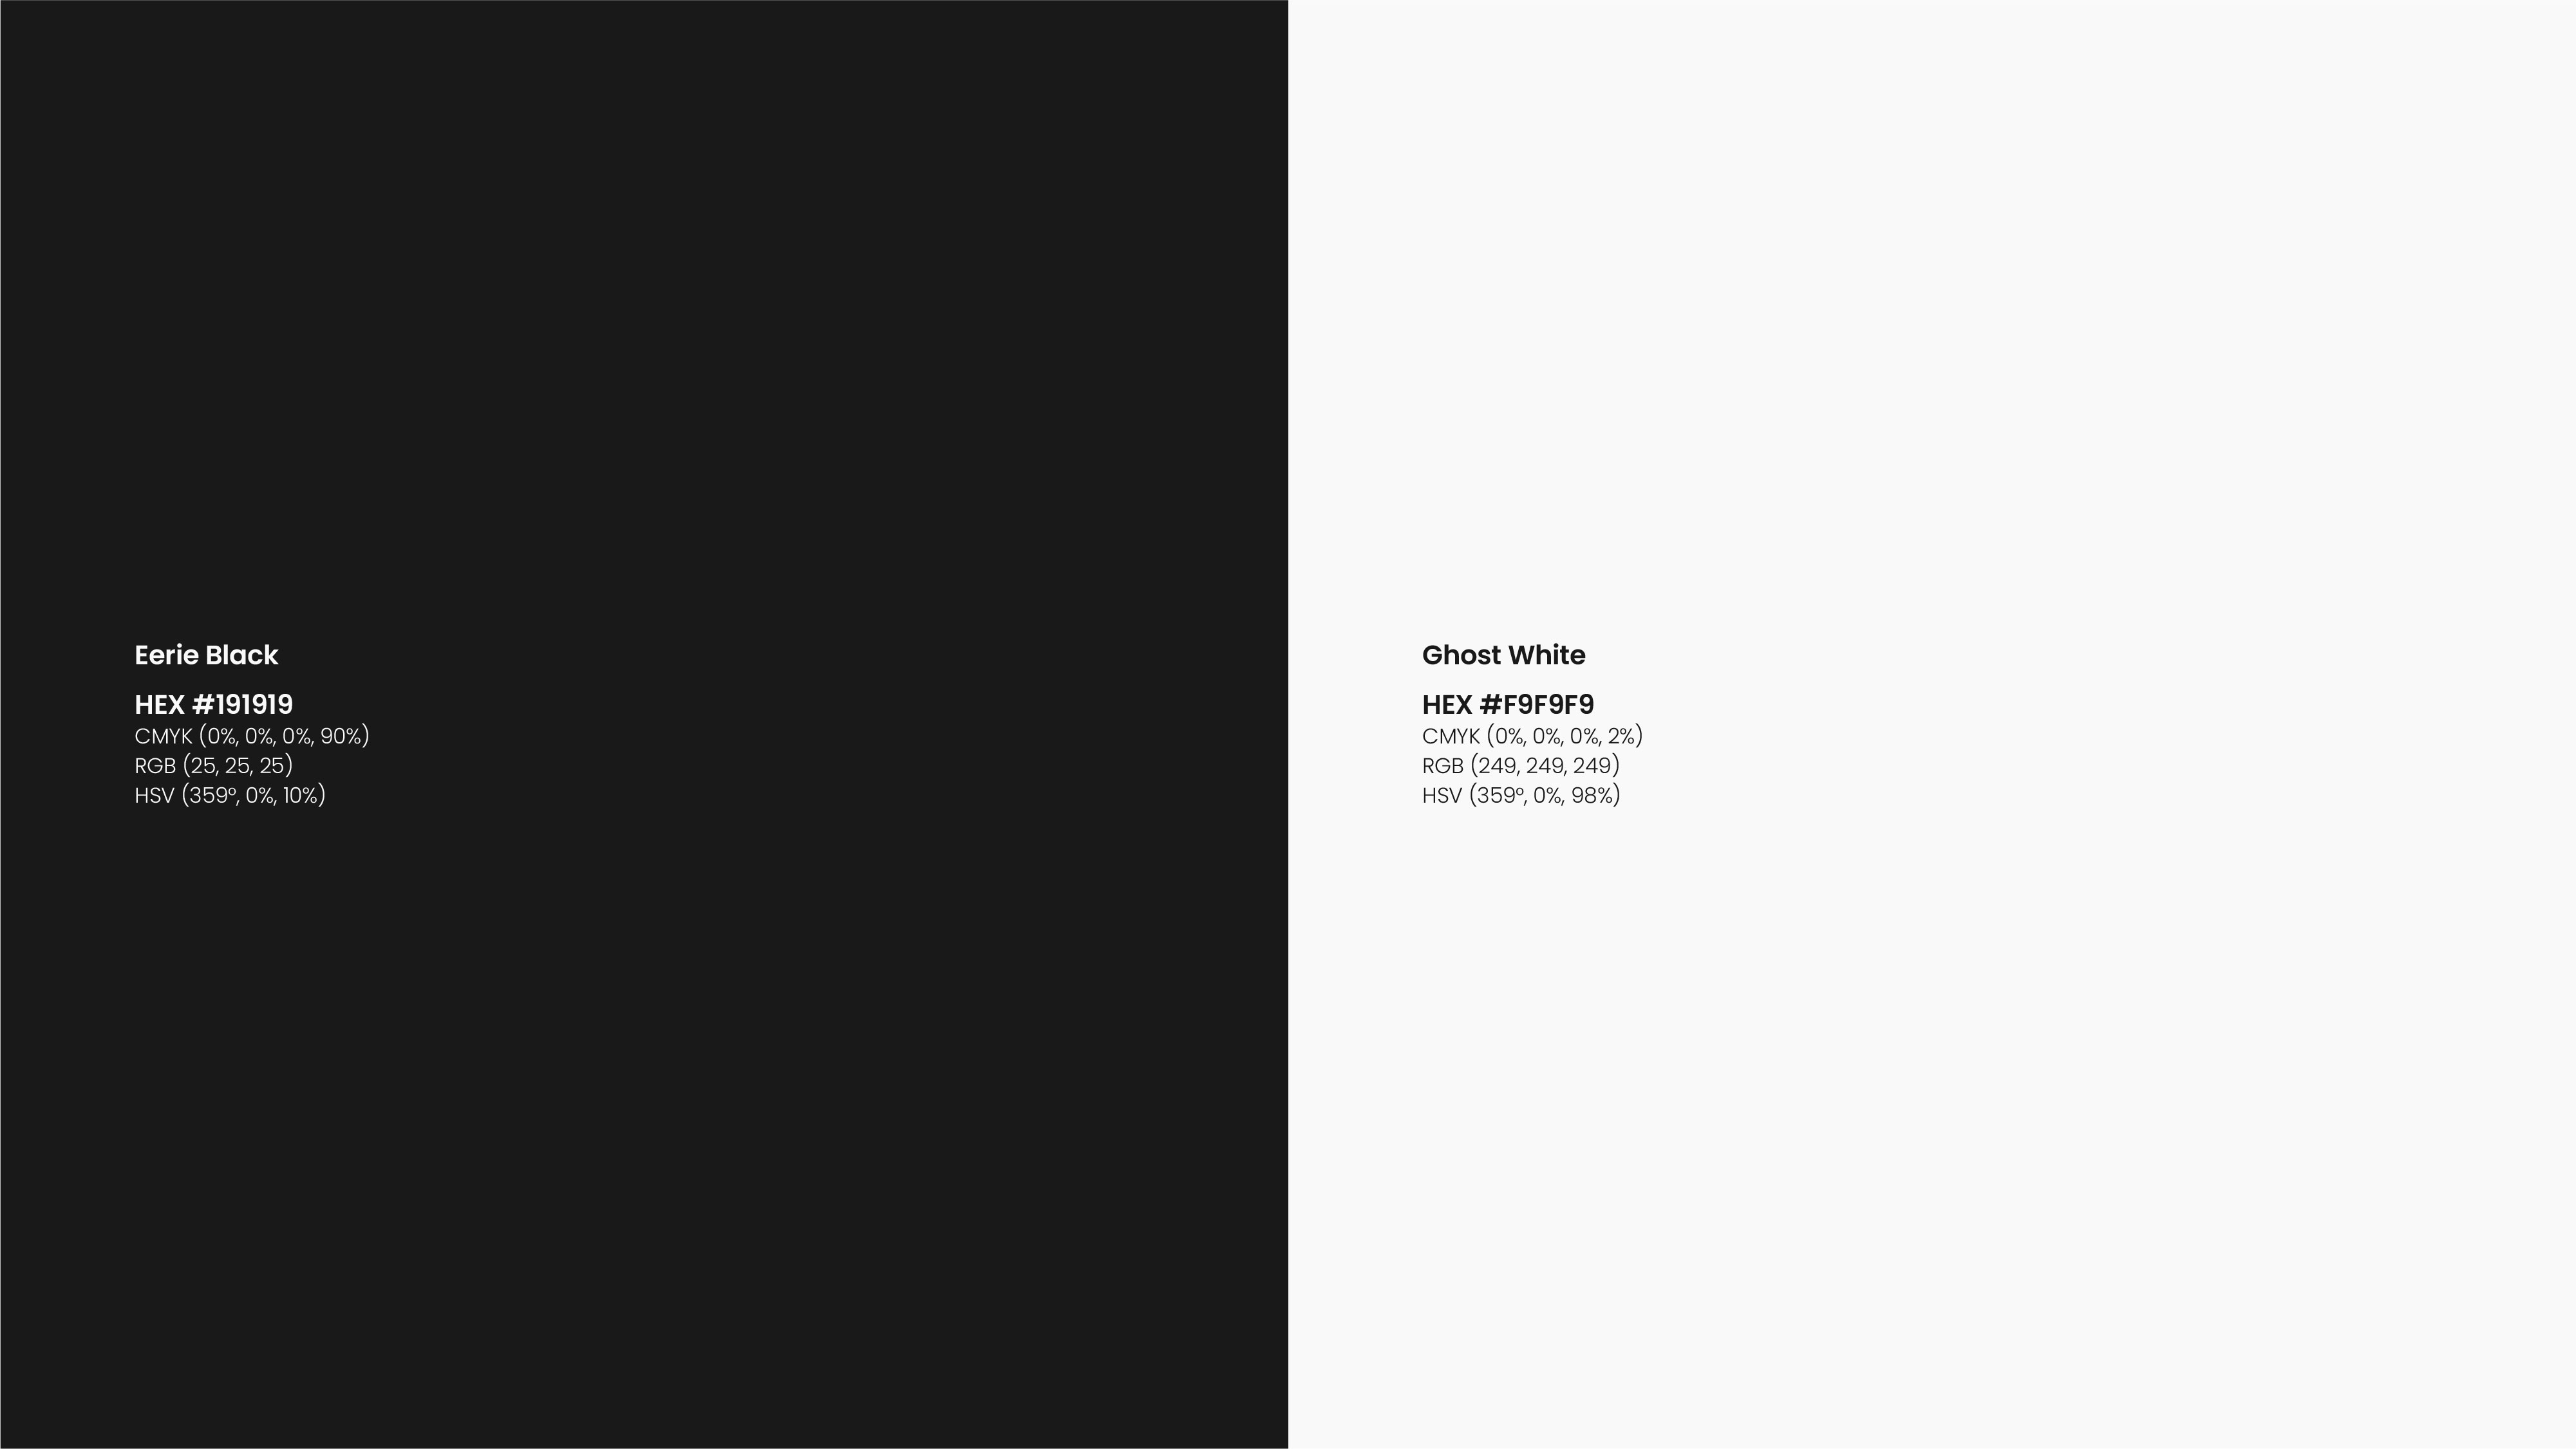 Eerie Black
HEX #191919
CMYK (0%, 0%, 0%, 90%)
RGB (25, 25, 25)
HSV (359º, 0%, 10%)
Ghost White
HEX #F9F9F9
CMYK (0%, 0%, 0%, 2%)
RGB (249, 249, 249)
HSV (359º, 0%, 98%)